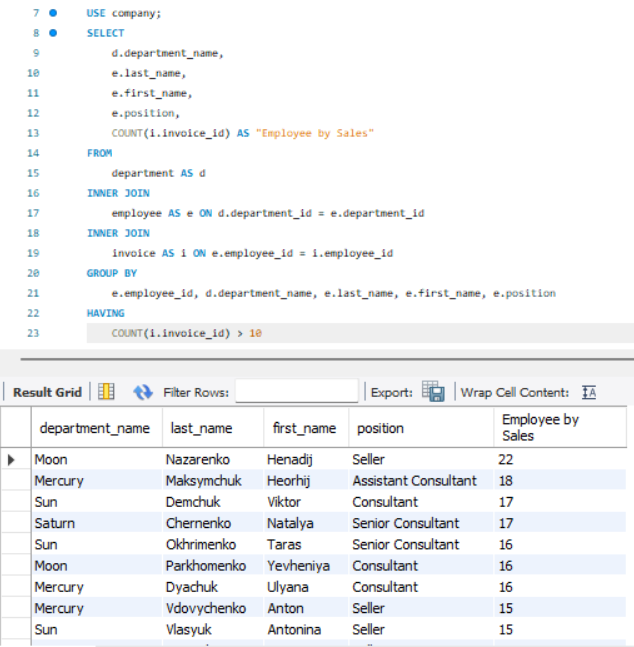 7 USE company;
8 SELECT
9 d.department_name,
10 e.last_name,
11 e.first_name,
12 e.position,
13 COUNT(i.invoice_id) AS "Employee by Sales"
14 FROM
15 department AS d
16 INNER JOIN
17 employee AS e ON d.department_id = e.department_id
18 INNER JOIN
19 invoice AS i ON e.employee_id = i.employee_id
20 GROUP BY
21 e.employee_id, d.department_name, e.last_name, e.first_name, e.position
22 HAVING
23 COUNT(i.invoice_id) > 10
Result Grid Filter Rows: Export: Wrap Cell Content: IA
department_name last_name first_name position Employee by
Sales
Moon Nazarenko Henadij Seller 22
Mercury Maksymchuk Heorhij Assistant Consultant 18
Sun Demchuk Viktor Consultant 17
Saturn Chernenko Natalya Senior Consultant 17
Sun Okhrimenko Taras Senior Consultant 16
Moon Parkhomenko Yevheniya Consultant 16
Mercury Dyachuk Ulyana Consultant 16
Mercury Vdovychenko Anton Seller 15
Sun Vlasyuk Antonina Seller 15